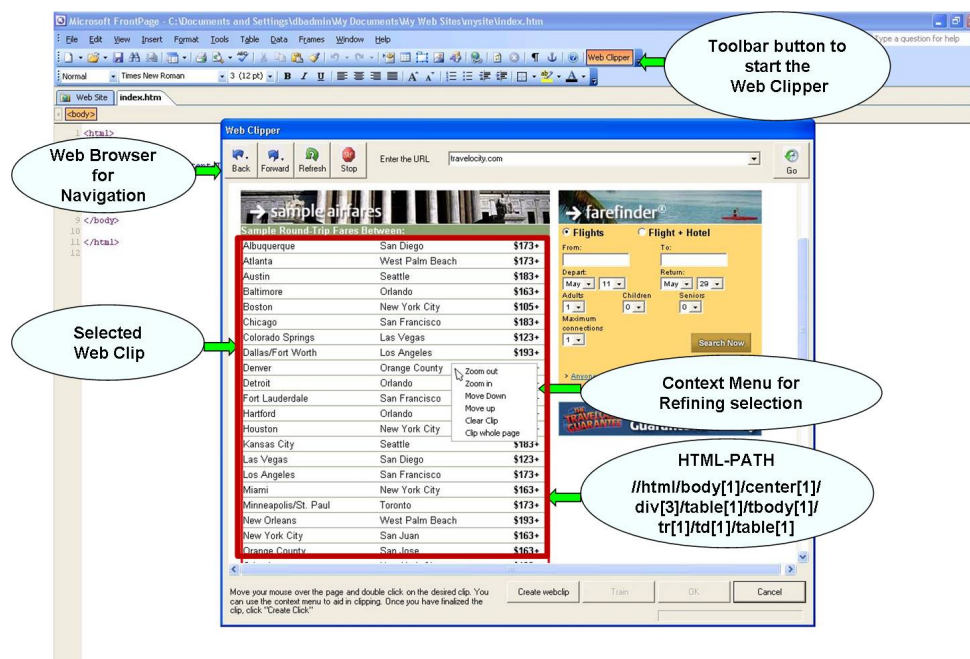 Microsoft FrontPage - C:\Documents and Settings\dbadmin\My Documents\My Web Sites\mysite\index.htm
File Edit View Insert Format Tools Table Data Frames Window Help
Type a question for help
Web Clipper
Normal Times New Roman 3 (12 pt) B I U
Toolbar button to
start the
Web Clipper
Web Site index.htm
<body>
1 <html>
9 </body>
10
11 </html>
12
Web Browser
for
Navigation
Selected
Web Clip
Web Clipper
Back Forward Refresh Stop Enter the URL travelocity.com Go
→ sample airfares
Sample Round-Trip Fares Between:
Albuquerque San Diego $173+
Atlanta West Palm Beach $173+
Austin Seattle $183+
Baltimore Orlando $163+
Boston New York City $105+
Chicago San Francisco $183+
Colorado Springs Las Vegas $123+
Dallas/Fort Worth Los Angeles $193+
Denver Orange County
Detroit Orlando
Fort Lauderdale San Francisco
Hartford Orlando
Houston New York City
Kansas City Seattle $183+
Las Vegas San Diego $123+
Los Angeles San Francisco $173+
Miami New York City $163+
Minneapolis/St. Paul Toronto $173+
New Orleans West Palm Beach $193+
New York City San Juan $163+
Orange County San Jose $163+
Zoom out
Zoom in
Move Down
Move up
Clear Clip
Clip whole page
→ farefinder®
Flights Flight + Hotel
From: To:
Depart: Return:
May 11 May 29
Adults Children Seniors
1 0 0
Maximum
connections
1
Search Now
Context Menu for
Refining selection
HTML-PATH
//html/body[1]/center[1]/
div[3]/table[1]/tbody[1]/
tr[1]/td[1]/table[1]
Move your mouse over the page and double click on the desired clip. You
can use the context menu to aid in clipping. Once you have finalized the
clip, click "Create Click"
Create webclip Train OK Cancel